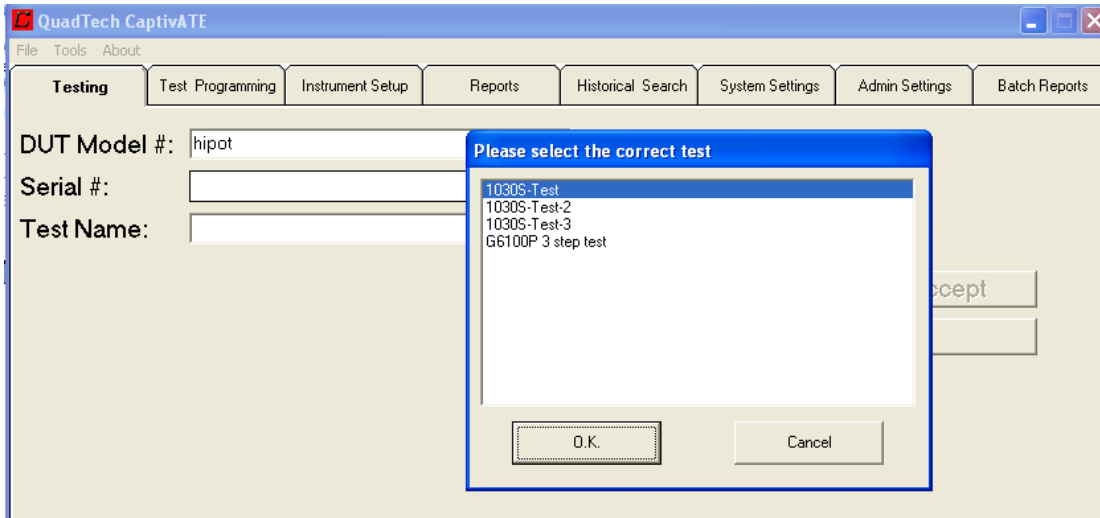 QuadTech CaptivATE
File Tools About
Testing Test Programming Instrument Setup Reports Historical Search System Settings Admin Settings Batch Reports
DUT Model #: hipot
Please select the correct test
Serial #:
Test Name:
1030S-Test
1030S-Test-2
1030S-Test-3
G6100P 3 step test
O.K. Cancel